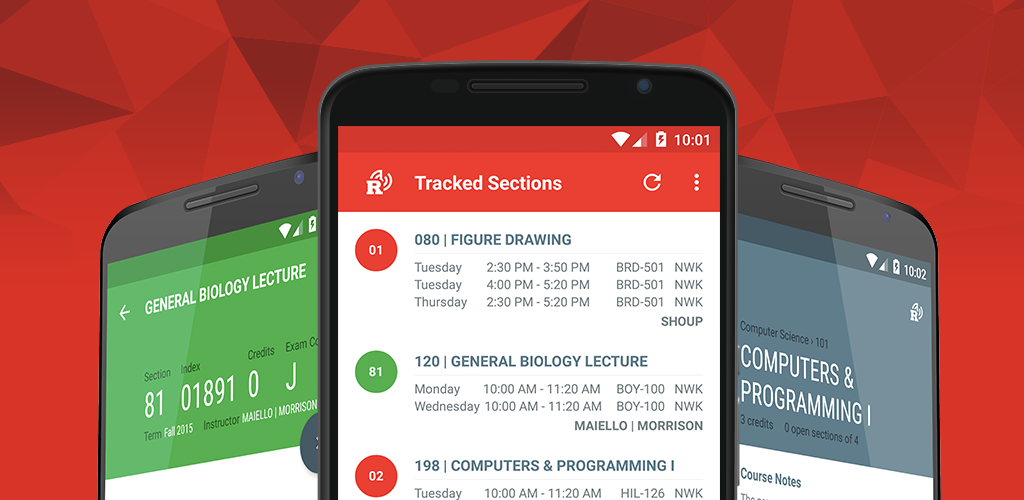 GENERAL BIOLOGY LECTURE
Section Index Credits
81 01891 0 J
Term Fall 2015 Instructor MAIELLO | MORRISON
10:01
R
Tracked Sections
01
080 | FIGURE DRAWING
Tuesday 2:30 PM - 3:50 PM BRD-501 NWK
Tuesday 4:00 PM - 5:20 PM BRD-501 NWK
Thursday 2:30 PM - 5:20 PM BRD-501 NWK
SHOUP
81
120 | GENERAL BIOLOGY LECTURE
Monday 10:00 AM - 11:20 AM BOY-100 NWK
Wednesday 10:00 AM - 11:20 AM BOY-100 NWK
MAIELLO | MORRISON
02
198 | COMPUTERS & PROGRAMMING I
Tuesday 10:00 AM - 11:20 AM HIL-126 NWK
10:02
R
Computer Science › 101
COMPUTERS &
PROGRAMMING I
3 credits 0 open sections of 4
Course Notes